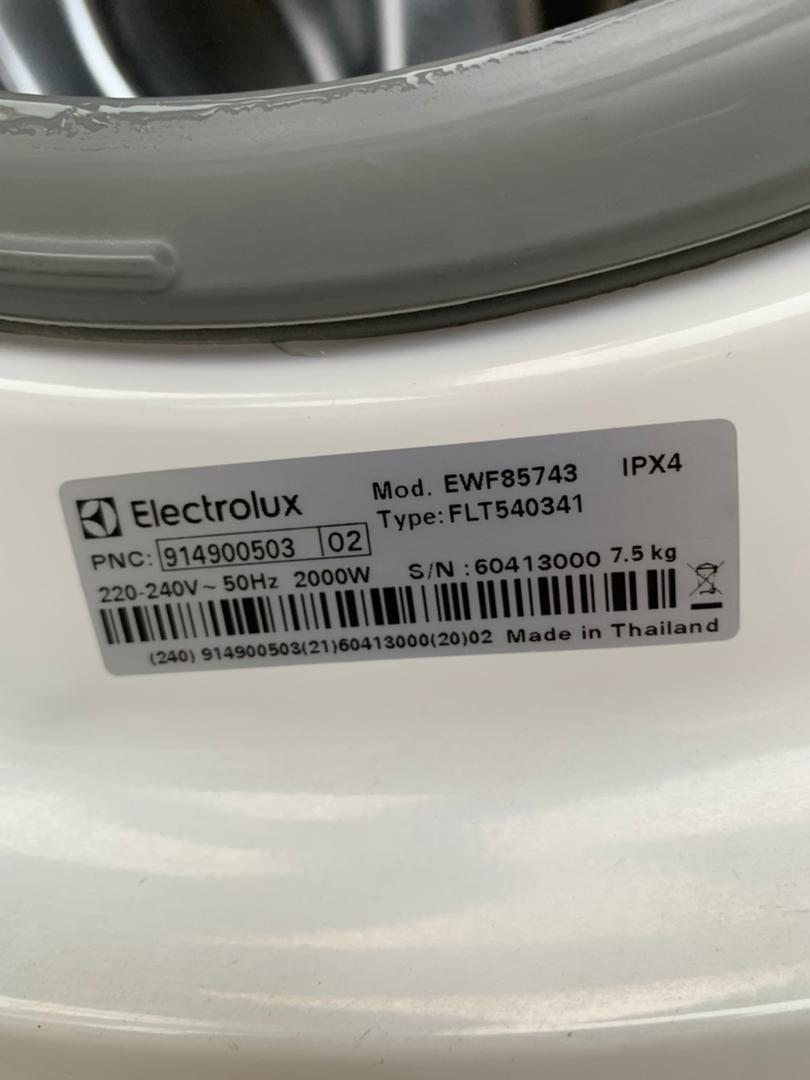 Electrolux
Mod. EWF85743 IPX4
Type: FLT540341
PNC: 914900503 02
220-240V ~ 50Hz 2000W S/N : 60413000 7.5 kg
(240) 914900503(21)60413000(20)02 Made in Thailand